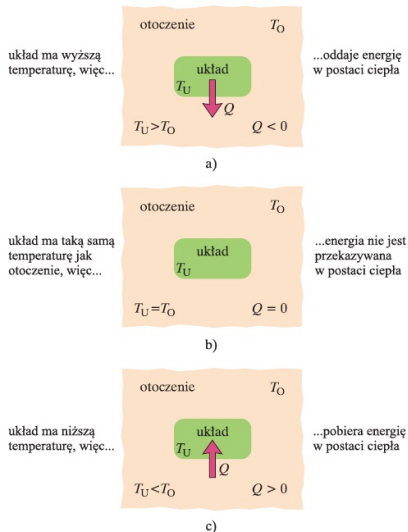 otoczenie
T_O
układ ma wyższą
temperaturę, więc...
układ
T_U
Q
...oddaje energię
w postaci ciepła
T_U>T_O
Q < 0
a)
otoczenie
T_O
układ ma taką samą
temperaturę jak
otoczenie, więc...
układ
T_U
...energia nie jest
przekazywana
w postaci ciepła
T_U=T_O
Q = 0
b)
otoczenie
T_O
układ ma niższą
temperaturę, więc...
układ
T_U
Q
...pobiera energię
w postaci ciepła
T_U<T_O
Q > 0
c)